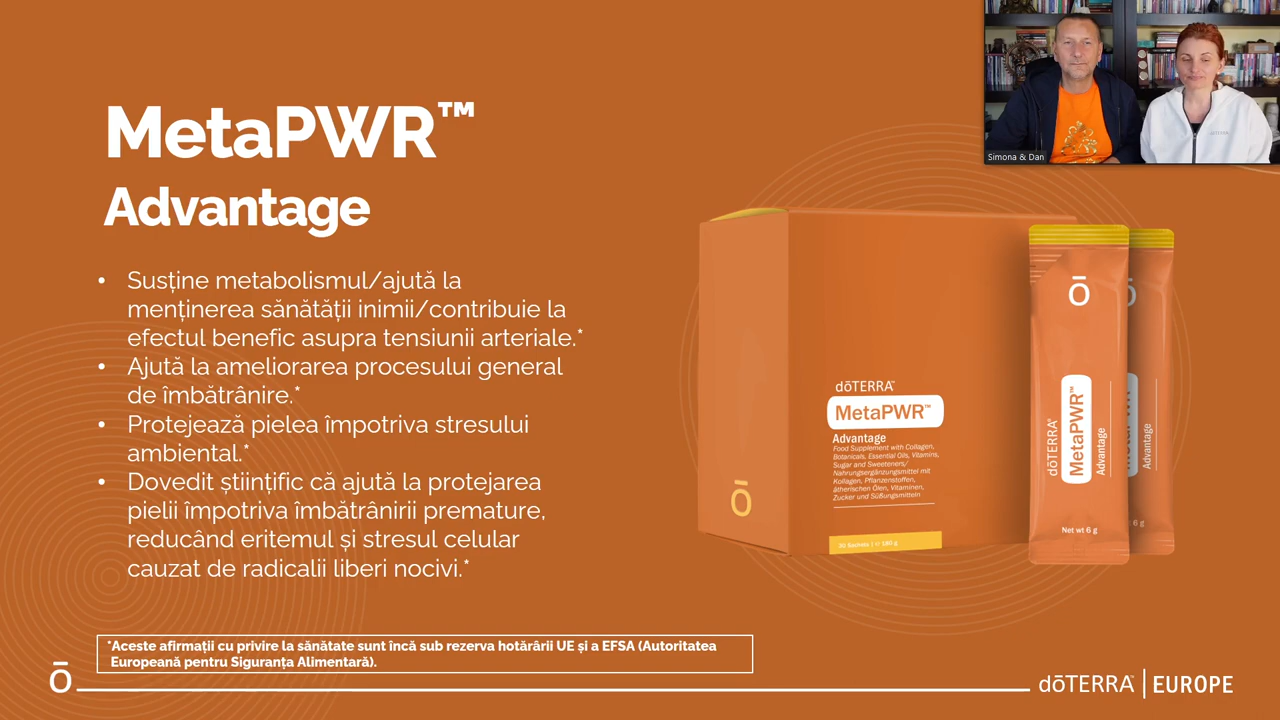 MetaPWR™
Advantage
• Susține metabolismul/ajută la
menținerea sănătății inimii/contribuie la
efectul benefic asupra tensiunii arteriale.*
• Ajută la ameliorarea procesului general
de îmbătrânire.*
• Protejează pielea împotriva stresului
ambiental.*
• Dovedit științific că ajută la protejarea
pielii împotriva îmbătrânirii premature,
reducând eritemul și stresul celular
cauzat de radicalii liberi nocivi.*
*Aceste afirmații cu privire la sănătate sunt încă sub rezerva hotărârii UE și a EFSA (Autoritatea
Europeană pentru Siguranța Alimentară).
Simona & Dan
dōTERRA
MetaPWR™
Advantage
Food Supplement with Collagen,
Botanicals, Essential Oils, Vitamins,
Sugar and Sweeteners/
Nahrungsergänzungsmittel mit
Kollagen, Pflanzenstoffen,
ätherischen Ölen, Vitaminen,
Zucker und Süßungsmitteln
30 Sachets | 180 g
ō
ō
dōTERRA
MetaPWR™
Advantage
Net wt 6 g
Advantage
6 g
ō
dōTERRA | EUROPE